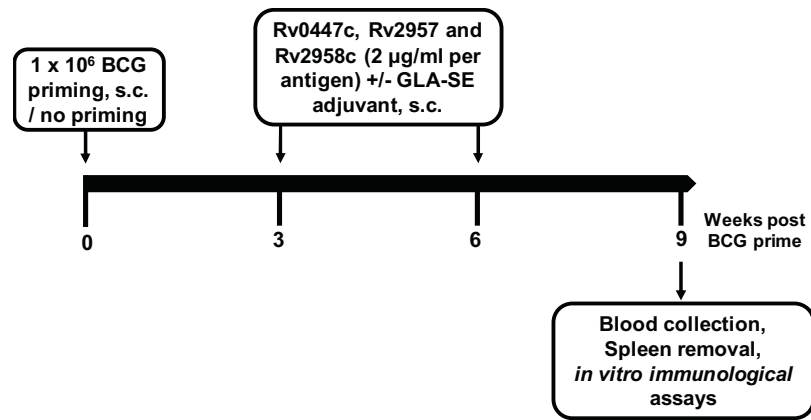 1 x 10⁶ BCG
priming, s.c.
/ no priming
Rv0447c, Rv2957 and
Rv2958c (2 µg/ml per
antigen) +/- GLA-SE
adjuvant, s.c.
0
3
6
9
Weeks post
BCG prime
Blood collection,
Spleen removal,
in vitro immunological
assays